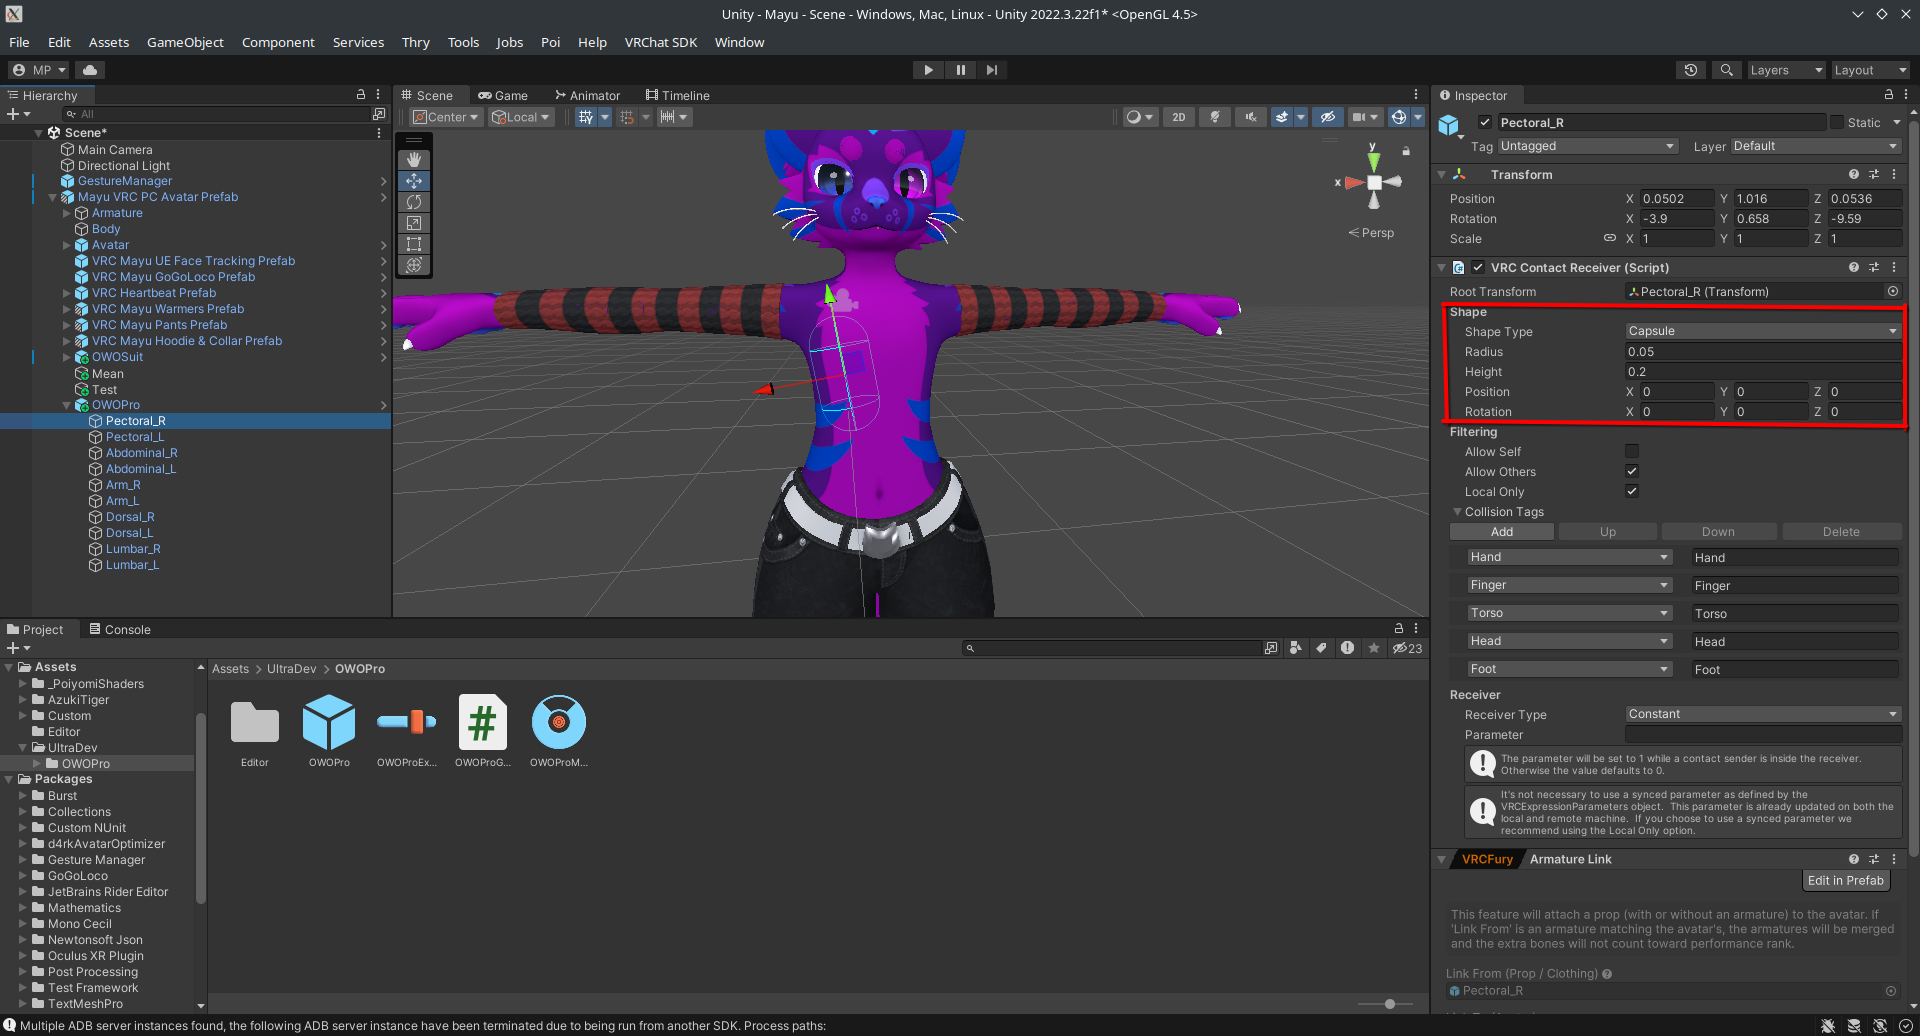 Unity - Mayu - Scene - Windows, Mac, Linux - Unity 2022.3.22f1* <OpenGL 4.5>
File Edit Assets GameObject Component Services Thry Tools Jobs Poi Help VRChat SDK Window
MP
Layers Layout
Hierarchy
All
Scene*
Main Camera
Directional Light
GestureManager
Mayu VRC PC Avatar Prefab
Armature
Body
Avatar
VRC Mayu UE Face Tracking Prefab
VRC Mayu GoGoLoco Prefab
VRC Heartbeat Prefab
VRC Mayu Warmers Prefab
VRC Mayu Pants Prefab
VRC Mayu Hoodie & Collar Prefab
OWOSuit
Mean
Test
OWOPro
Pectoral_R
Pectoral_L
Abdominal_R
Abdominal_L
Arm_R
Arm_L
Dorsal_R
Dorsal_L
Lumbar_R
Lumbar_L
Scene Game Animator Timeline
Center Local 2D
y
x
Persp
Inspector
Pectoral_R Static
Tag Untagged Layer Default
Transform
Position X 0.0502 Y 1.016 Z 0.0536
Rotation X -3.9 Y 0.658 Z -9.59
Scale X 1 Y 1 Z 1
VRC Contact Receiver (Script)
Root Transform Pectoral_R (Transform)
Shape
Shape Type Capsule
Radius 0.05
Height 0.2
Position X 0 Y 0 Z 0
Rotation X 0 Y 0 Z 0
Filtering
Allow Self
Allow Others
Local Only
Collision Tags
Add Up Down Delete
Hand Hand
Finger Finger
Torso Torso
Head Head
Foot Foot
Receiver
Receiver Type Constant
Parameter
The parameter will be set to 1 while a contact sender is inside the receiver.
Otherwise the value defaults to 0.
It's not necessary to use a synced parameter as defined by the
VRCExpressionParameters object. This parameter is already updated on both the
local and remote machine. If you choose to use a synced parameter we
recommend using the Local Only option.
VRCFury Armature Link
Edit in Prefab
This feature will attach a prop (with or without an armature) to the avatar. If
'Link From' is an armature matching the avatar's, the armatures will be merged
and the extra bones will not count toward performance rank.
Link From (Prop / Clothing)
Pectoral_R
Project Console
23
Assets
_PoiyomiShaders
AzukiTiger
Custom
Editor
UltraDev
OWOPro
Packages
Burst
Collections
Custom NUnit
d4rkAvatarOptimizer
Gesture Manager
GoGoLoco
JetBrains Rider Editor
Mathematics
Mono Cecil
Newtonsoft Json
Oculus XR Plugin
Post Processing
Test Framework
TextMeshPro
Assets > UltraDev > OWOPro
Editor OWOPro OWOProEx... OWOProG... OWOProM...
Multiple ADB server instances found, the following ADB server instance have been terminated due to being run from another SDK. Process paths: